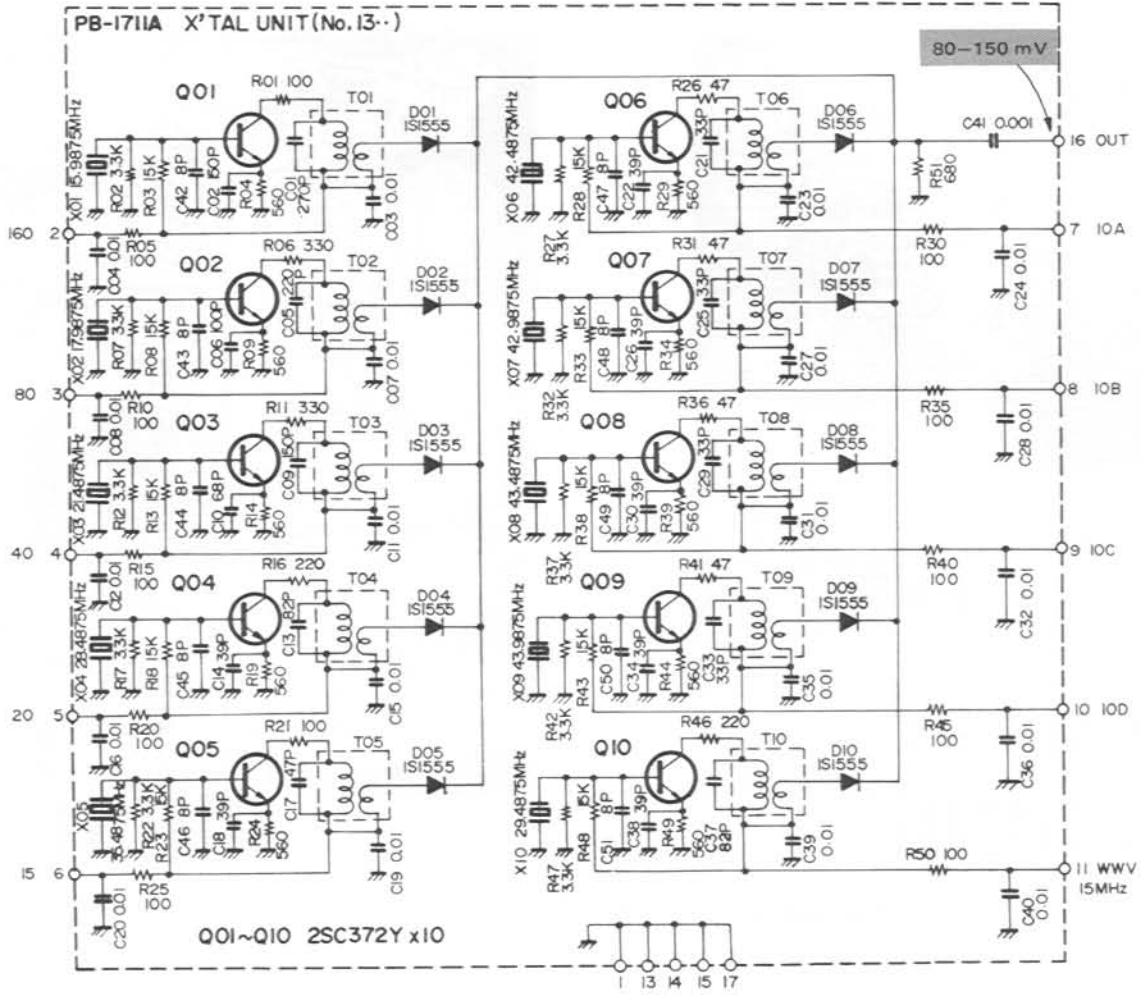 PB-1711A X'TAL UNIT (No. 13··)
80–150 mV
Q01
R01 100
T01
D01
1S1555
X01 15.9875MHz
R02 3.3K
R03 15K
C42 8P
C02 150P
R04
560
C01
270P
C03 0.01
160 2
C04 0.01
R05
100
Q02
R06 330
T02
D02
1S1555
X02 17.9875MHz
R07 3.3K
R08 15K
C43 8P
C06 100P
R09
560
C05 220P
C07 0.01
80 3
C08 0.01
R10
100
Q03
R11 330
T03
D03
1S1555
X03 21.4875MHz
R12 3.3K
R13 15K
C44 8P
C10 68P
R14
560
C09 150P
C11 0.01
40 4
C12 0.01
R15
100
Q04
R16 220
T04
D04
1S1555
X04 28.4875MHz
R17 3.3K
R18 15K
C45 8P
C14 39P
R19
560
C13 82P
C15 0.01
20 5
C16 0.01
R20
100
Q05
R21 100
T05
D05
1S1555
X05
35.4875MHz
R22 3.3K
R23 15K
C46 8P
C18 39P
R24
560
C17 47P
C19 0.01
15 6
C20 0.01
R25
100
Q01~Q10 2SC372Y x10
Q06
R26 47
T06
D06
1S1555
X06 42.4875MHz
R27
3.3K
R28 15K
C47 8P
C22 39P
R29
560
C21 33P
C23
0.01
C41 0.001
16 OUT
R51
680
R30
100
C24 0.01
7 10A
Q07
R31 47
T07
D07
1S1555
X07 42.9875MHz
R32
3.3K
R33 15K
C48 8P
C26 39P
R34
560
C25 33P
C27
0.01
R35
100
C28 0.01
8 10B
Q08
R36 47
T08
D08
1S1555
X08 43.4875MHz
R37
3.3K
R38 15K
C49 8P
C30 39P
R39
560
C29 33P
C31
0.01
R40
100
C32 0.01
9 10C
Q09
R41 47
T09
D09
1S1555
X09 43.9875MHz
R42
3.3K
R43 15K
C50 8P
C34 39P
R44
560
C33
33P
C35
0.01
R45
100
C36 0.01
10 10D
Q10
R46 220
T10
D10
1S1555
X10 29.4875MHz
R47
3.3K
R48 15K
C51 8P
C38 39P
R49
560
C37
82P
C39
0.01
R50 100
C40
0.01
11 WWV
15MHz
1 13 14 15 17